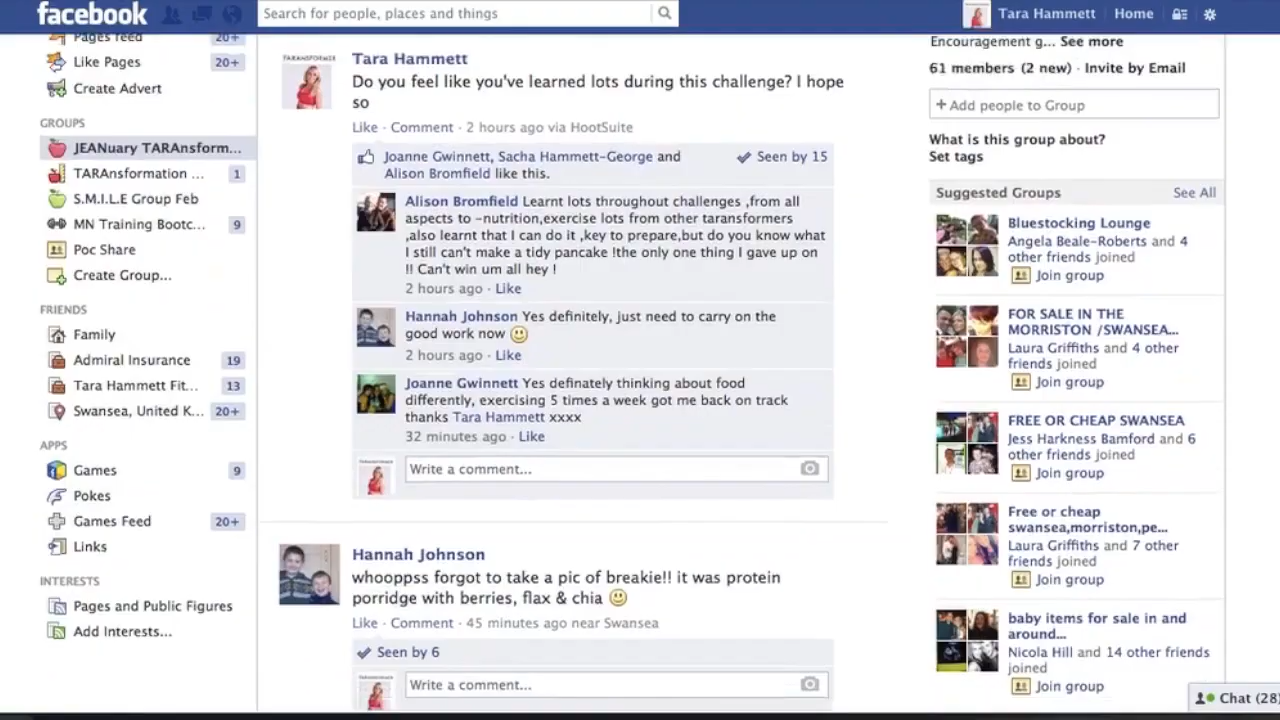 facebook
Search for people, places and things
Tara Hammett
Home
Pages feed
20+
Like Pages
20+
Create Advert
GROUPS
JEANuary TARAnsform...
TARAnsformation ...
1
S.M.I.L.E Group Feb
MN Training Bootc...
9
Poc Share
Create Group...
FRIENDS
Family
Admiral Insurance
19
Tara Hammett Fit...
13
Swansea, United K...
20+
APPS
Games
9
Pokes
Games Feed
20+
Links
INTERESTS
Pages and Public Figures
Add Interests...
Tara Hammett
Do you feel like you've learned lots during this challenge? I hope
so
Like · Comment · 2 hours ago via HootSuite
Joanne Gwinnett, Sacha Hammett-George and
Alison Bromfield like this.
Seen by 15
Alison Bromfield Learnt lots throughout challenges ,from all
aspects to -nutrition,exercise lots from other taransformers
,also learnt that I can do it ,key to prepare,but do you know what
I still can't make a tidy pancake !the only one thing I gave up on
!! Can't win um all hey !
2 hours ago · Like
Hannah Johnson Yes definitely, just need to carry on the
good work now
2 hours ago · Like
Joanne Gwinnett Yes definately thinking about food
differently, exercising 5 times a week got me back on track
thanks Tara Hammett xxxx
32 minutes ago · Like
Write a comment...
Hannah Johnson
whooppss forgot to take a pic of breakie!! it was protein
porridge with berries, flax & chia
Like · Comment · 45 minutes ago near Swansea
Seen by 6
Write a comment...
Encouragement g... See more
61 members (2 new) · Invite by Email
+ Add people to Group
What is this group about?
Set tags
Suggested Groups
See All
Bluestocking Lounge
Angela Beale-Roberts and 4
other friends joined
Join group
FOR SALE IN THE
MORRISTON /SWANSEA...
Laura Griffiths and 4 other
friends joined
Join group
FREE OR CHEAP SWANSEA
Jess Harkness Bamford and 6
other friends joined
Join group
Free or cheap
swansea,morriston,pe...
Laura Griffiths and 7 other
friends joined
Join group
baby items for sale in and
around...
Nicola Hill and 14 other friends
joined
Join group
Chat (28)